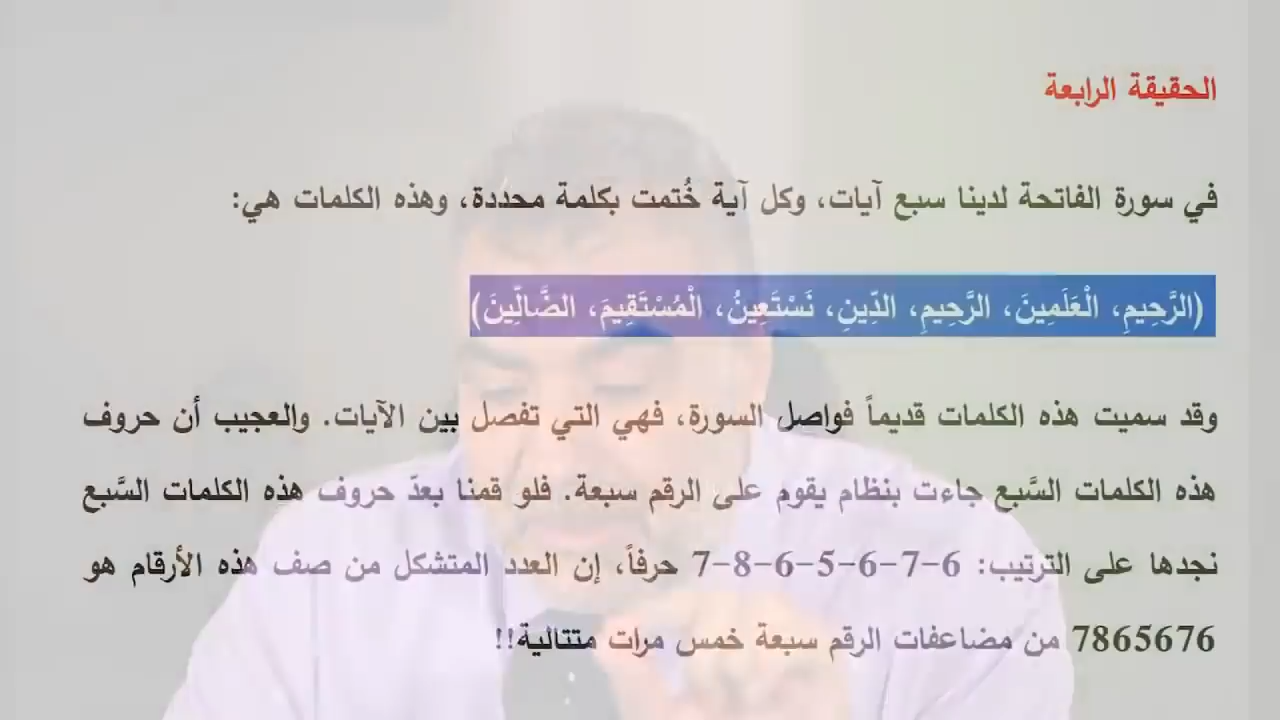 الحقيقة الرابعة
في سورة الفاتحة لدينا سبع آيات، وكل آية خُتمت بكلمة محددة، وهذه الكلمات هي:
(الرَّحِيمِ، الْعَلَمِينَ، الرَّحِيمِ، الدِّينِ، نَسْتَعِينُ، الْمُسْتَقِيمَ، الضَّالِّينَ)
وقد سميت هذه الكلمات قديماً فواصل السورة، فهي التي تفصل بين الآيات. والعجيب أن حروف
هذه الكلمات السَّبع جاءت بنظام يقوم على الرقم سبعة. فلو قمنا بعدّ حروف هذه الكلمات السَّبع
نجدها على الترتيب: 6-7-6-5-6-8-7 حرفاً، إن العدد المتشكل من صف هذه الأرقام هو
7865676 من مضاعفات الرقم سبعة خمس مرات متتالية!!